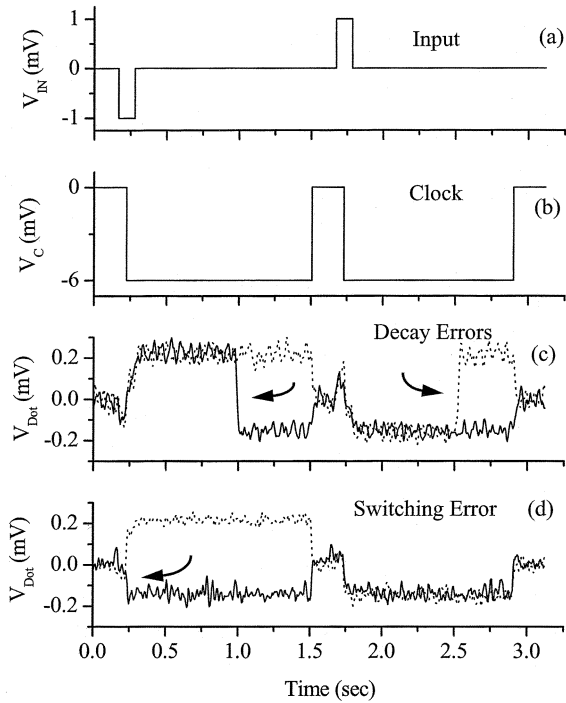 1
0
-1
V_IN (mV)
Input
(a)
0
-6
V_C (mV)
Clock
(b)
0.2
0.0
-0.2
V_Dot (mV)
Decay Errors
(c)
0.2
0.0
-0.2
V_Dot (mV)
Switching Error
(d)
0.0 0.5 1.0 1.5 2.0 2.5 3.0
Time (sec)